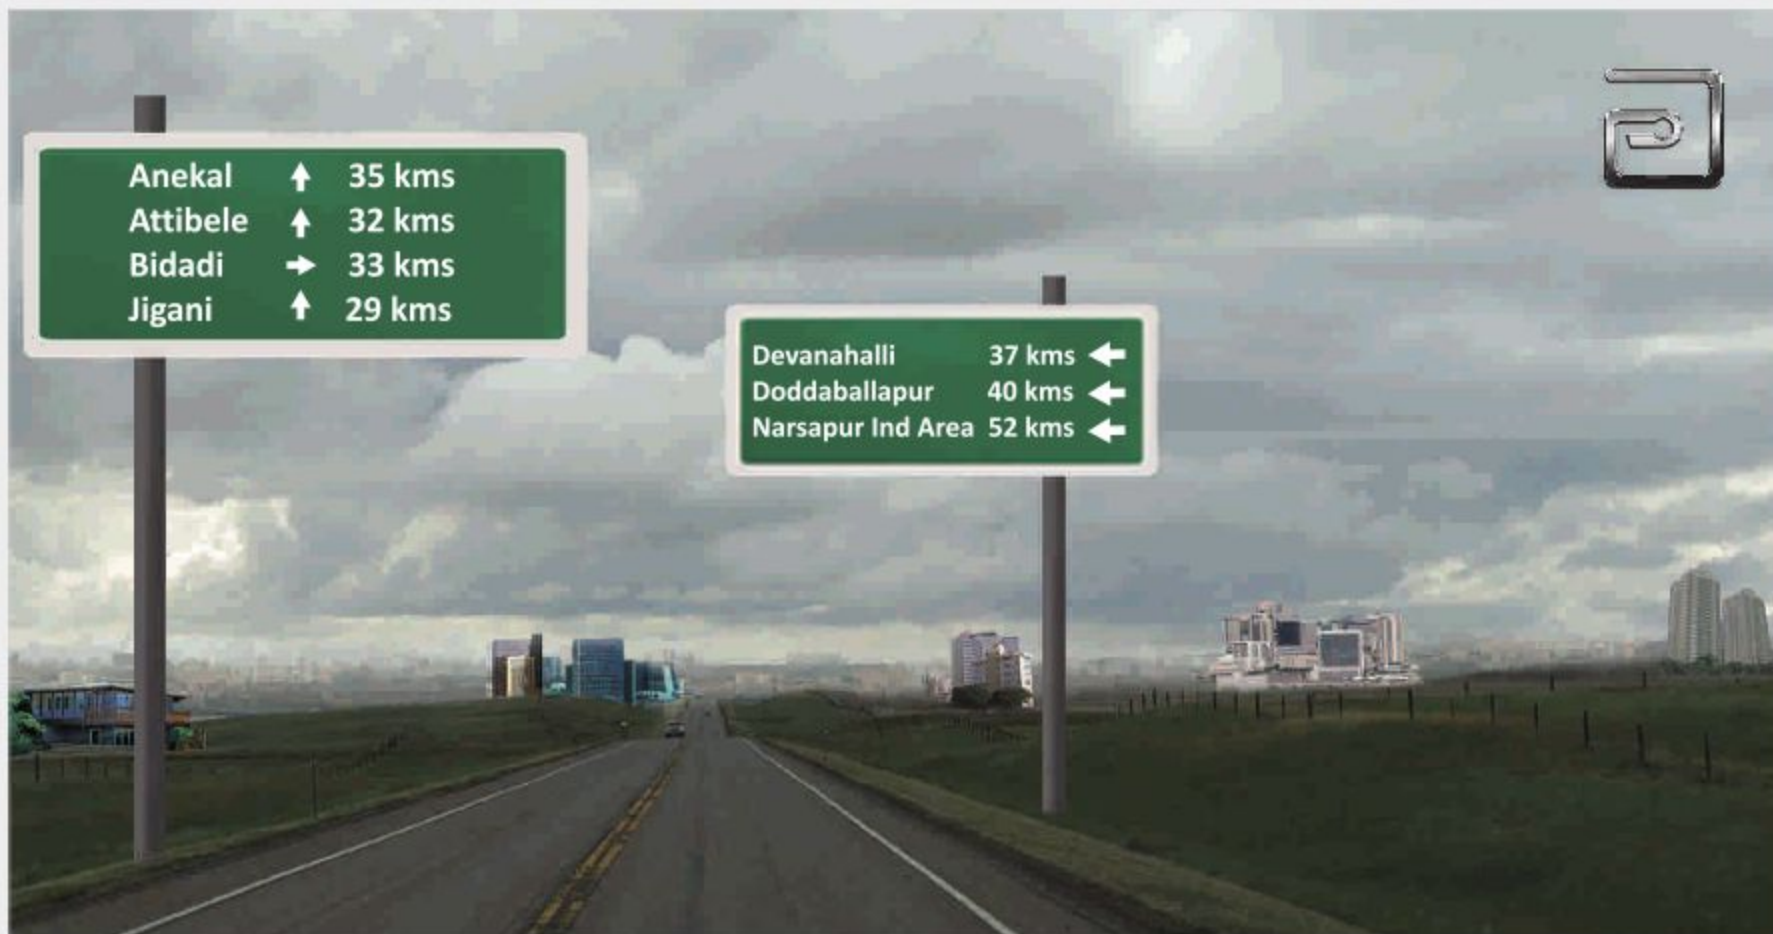 Anekal ↑ 35 kms
Attibele ↑ 32 kms
Bidadi → 33 kms
Jigani ↑ 29 kms
Devanahalli 37 kms ←
Doddaballapur 40 kms ←
Narsapur Ind Area 52 kms ←